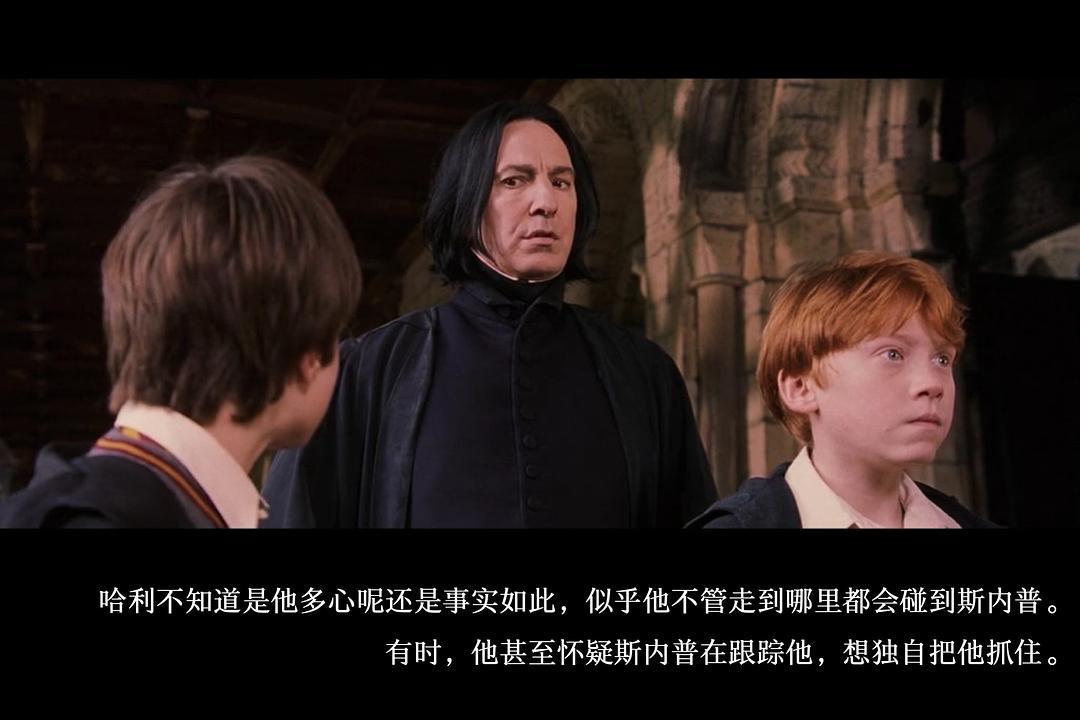 哈利不知道是他多心呢还是事实如此，似乎他不管走到哪里都会碰到斯内普。
有时，他甚至怀疑斯内普在跟踪他，想独自把他抓住。